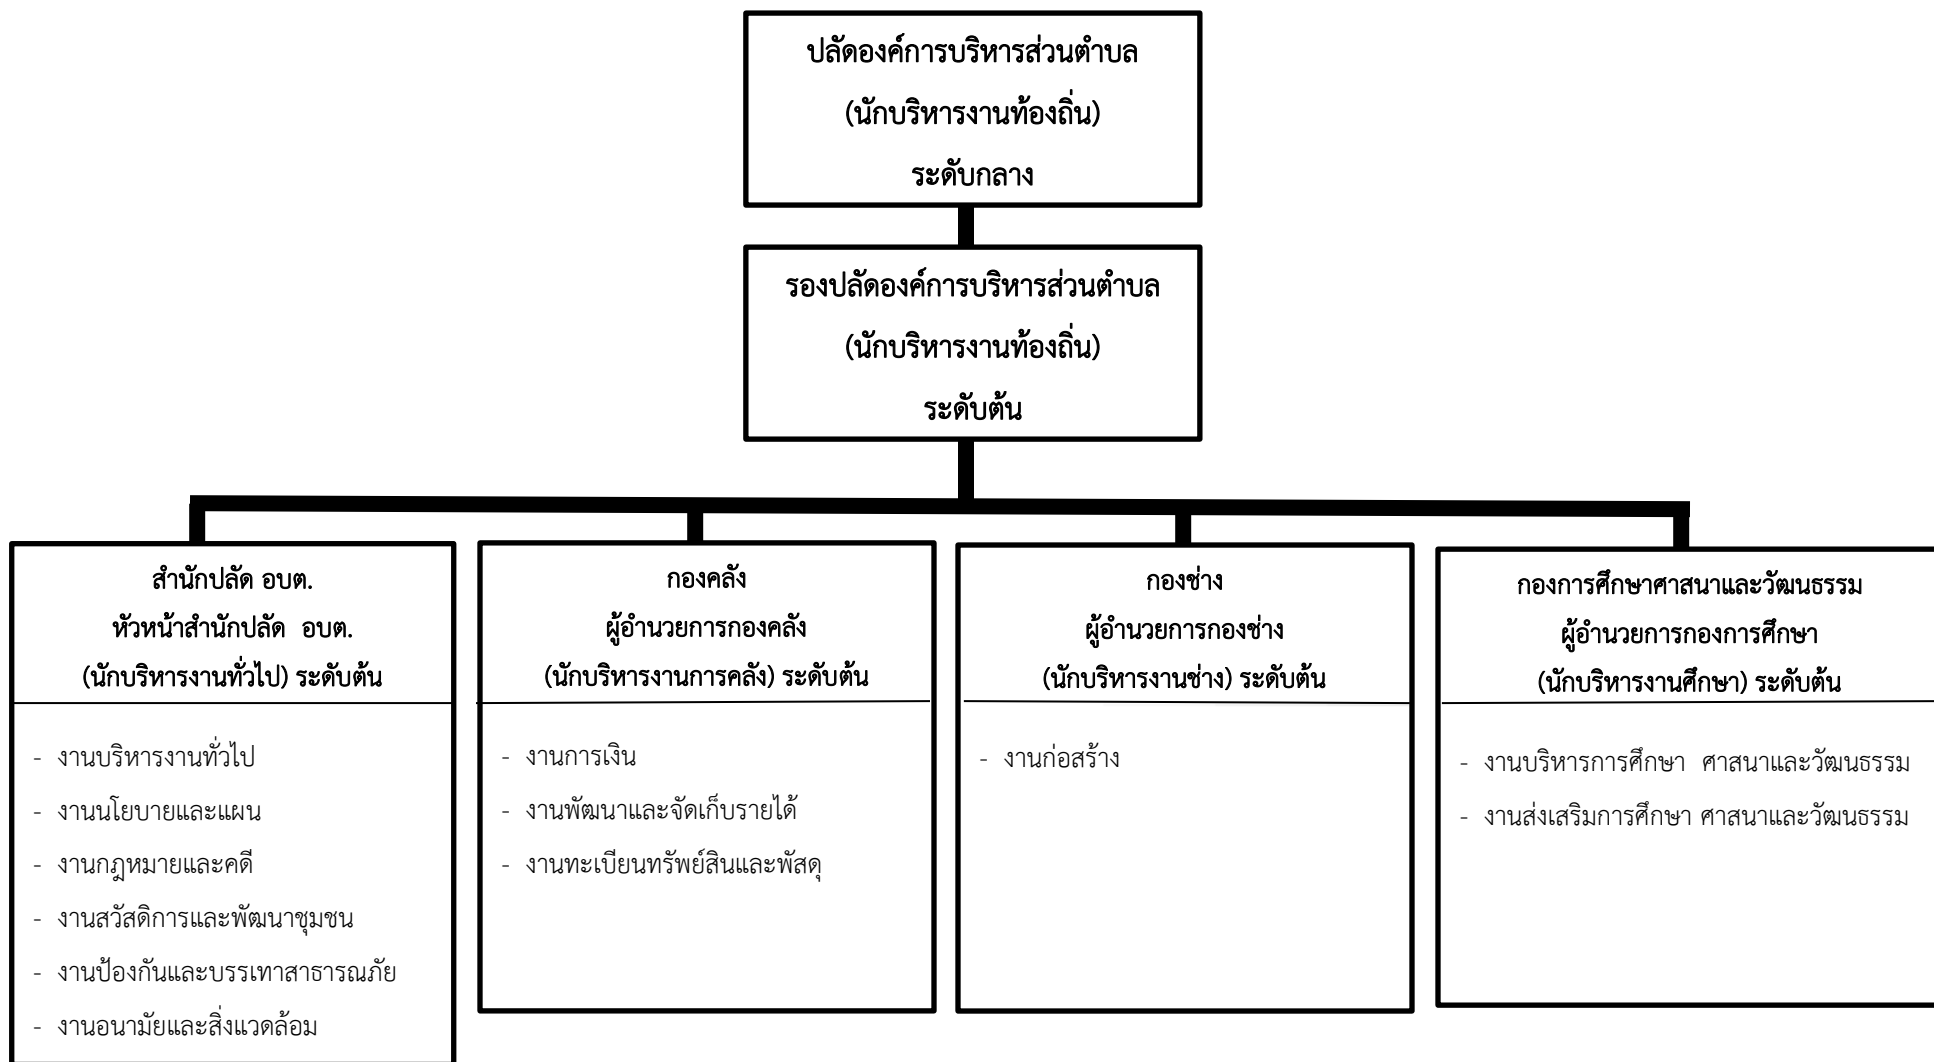 ปลัดองค์การบริหารส่วนตำบล
(นักบริหารงานท้องถิ่น)
ระดับกลาง
รองปลัดองค์การบริหารส่วนตำบล
(นักบริหารงานท้องถิ่น)
ระดับต้น
สำนักปลัด อบต.
หัวหน้าสำนักปลัด อบต.
(นักบริหารงานทั่วไป) ระดับต้น
- งานบริหารงานทั่วไป
- งานนโยบายและแผน
- งานกฎหมายและคดี
- งานสวัสดิการและพัฒนาชุมชน
- งานป้องกันและบรรเทาสาธารณภัย
- งานอนามัยและสิ่งแวดล้อม
กองคลัง
ผู้อำนวยการกองคลัง
(นักบริหารงานการคลัง) ระดับต้น
- งานการเงิน
- งานพัฒนาและจัดเก็บรายได้
- งานทะเบียนทรัพย์สินและพัสดุ
กองช่าง
ผู้อำนวยการกองช่าง
(นักบริหารงานช่าง) ระดับต้น
- งานก่อสร้าง
กองการศึกษาศาสนาและวัฒนธรรม
ผู้อำนวยการกองการศึกษา
(นักบริหารงานศึกษา) ระดับต้น
- งานบริหารการศึกษา ศาสนาและวัฒนธรรม
- งานส่งเสริมการศึกษา ศาสนาและวัฒนธรรม